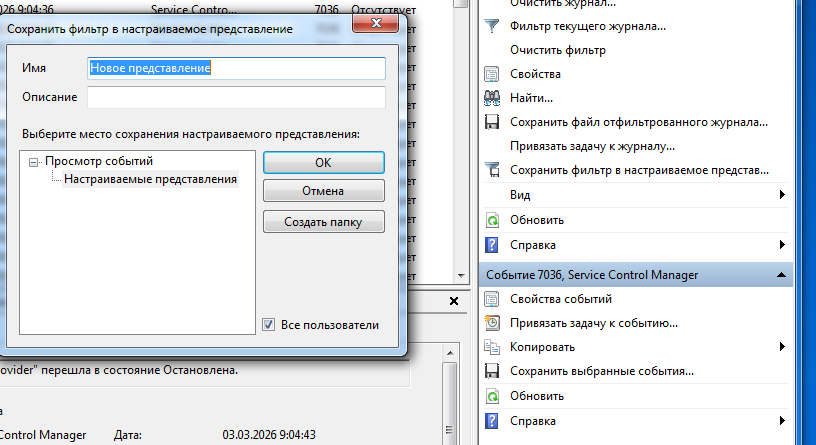 026 9:04:36 Service Contro... 7036 Отсутствует
Сохранить фильтр в настраиваемое представление
Имя Новое представление
Описание
Выберите место сохранения настраиваемого представления:
Просмотр событий
Настраиваемые представления
OK
Отмена
Создать папку
Все пользователи
ovider" перешла в состояние Остановлена.
а
Control Manager Дата: 03.03.2026 9:04:43
Очистить журнал...
Фильтр текущего журнала...
Очистить фильтр
Свойства
Найти...
Сохранить файл отфильтрованного журнала...
Привязать задачу к журналу...
Сохранить фильтр в настраиваемое представ...
Вид
Обновить
Справка
Событие 7036, Service Control Manager
Свойства событий
Привязать задачу к событию...
Копировать
Сохранить выбранные события...
Обновить
Справка